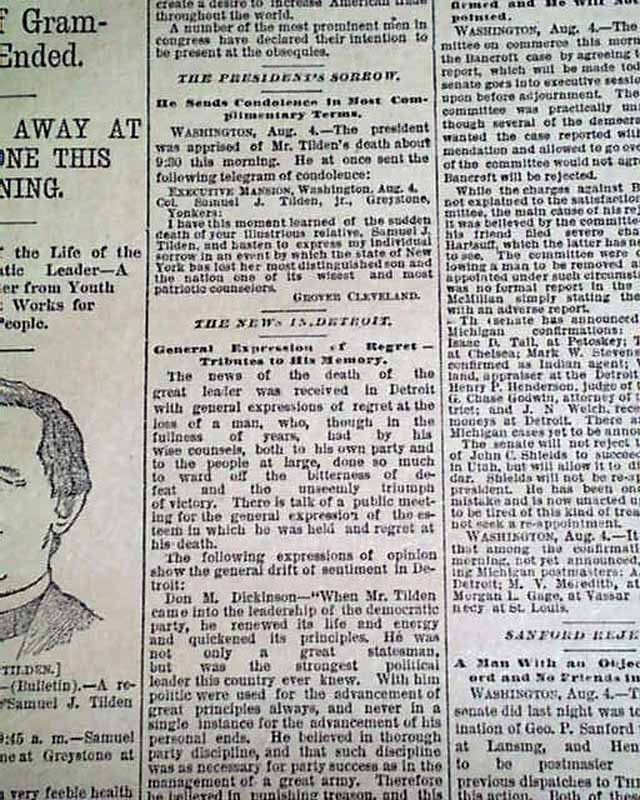 f Gram-
Ended.
AWAY AT
ONE THIS
NING.
f the Life of the
atic Leader—A
er from Youth
Works for
People.
TILDEN.]
—(Bulletin).—A re-
Samuel J. Tilden
9:45 a. m.—Samuel
ne at Greystone at
very feeble health
create a desire to increase American trade
throughout the world.
A number of the most prominent men in
congress have declared their intention to
be present at the obsequies.
THE PRESIDENT'S SORROW.
He Sends Condolence in Most Com-
plimentary Terms.
WASHINGTON, Aug. 4.—The president
was apprised of Mr. Tilden's death about
9:30 this morning. He at once sent the
following telegram of condolence:
EXECUTIVE MANSION, Washington, Aug. 4.
Col. Samuel J. Tilden, jr., Greystone,
Yonkers:
I have this moment learned of the sudden
death of your illustrious relative, Samuel J.
Tilden, and hasten to express my individual
sorrow in an event by which the state of New
York has lost her most distinguished son and
the nation one of its wisest and most
patriotic counselors.
GROVER CLEVELAND.
THE NEWS IN DETROIT.
General Expression of Regret—
Tributes to His Memory.
The news of the death of the
great leader was received in Detroit
with general expressions of regret at the
loss of a man, who, though in the
fullness of years, had by his
wise counsels, both to his own party and
to the people at large, done so much
to ward off the bitterness of de-
feat and the unseemly triumph
of victory. There is talk of a public meet-
ing for the general expression of the es-
teem in which he was held and regret at
his death.
The following expressions of opinion
show the general drift of sentiment in De-
troit:
Don M. Dickinson—"When Mr. Tilden
came into the leadership of the democratic
party, he renewed its life and energy
and quickened its principles. He was
not only a great statesman,
but was the strongest political
leader this country ever knew. With him
politic were used for the advancement of
great principles always, and never in a
single instance for the advancement of his
personal ends. He believed in thorough
party discipline, and that such discipline
was as necessary for party success as in the
management of a great army. Therefore
he believed in punishing treason, and this
firmed and He Will Not
pointed.
WASHINGTON, Aug. 4.—The
mittee on commerce this morn
the Bancroft case by agreeing t
report, which will be made tod
senate goes into executive session
upon before adjournment. The
committee was practically un
though several of the democra
wanted the case reported with
mendation and allowed to go ove
of the committee would not agr
Bancroft will be rejected.
While the charges against B
not explained to the satisfaction
mittee, the main cause of his rej
it was believed by the committee
his friend filed severe cha
Hartsuff, which the latter has no
to see. The committee were o
lowing a man to be removed a
appointed under such circumst
was no formal report in the
McMillan simply stating the
with an adverse report.
Th senate has announced
Michigan confirmations:
Isaac D. Tall, at Petoskey; T
at Chelsea; Mark W. Stevens
confirmed as Indian agent; W
land, appraiser at the Detroit
Henry P. Henderson, judge of
G. Chase Godwin, attorney of t
trict; and J. N Welch, rece
moneys at Detroit. There a
Michigan cases yet to be annou
The senate will not reject t
of John C. Shields to succeed
in Utah, but will allow it to di
dar. Shields will not be re-ap
president. He has been on
mistake and is now unacted u
to be tired of this kind of treat
not seek a re-appointment.
WASHINGTON, Aug. 4.—It
that among the confirmati
morning, not yet announced,
ing Michigan postmasters: A
Detroit; M. V. Meredith, at
Morgan L. Gage, at Vassar
necy at St. Louis.
SANFORD REJE
A Man With an Objec
ord and No Friends in
WASHINGTON, Aug. 4.—T
senate did last night was to
ination of Geo. P. Sanford
at Lansing, and Hen
to be postmaster
previous dispatches to The
this action. Both of the